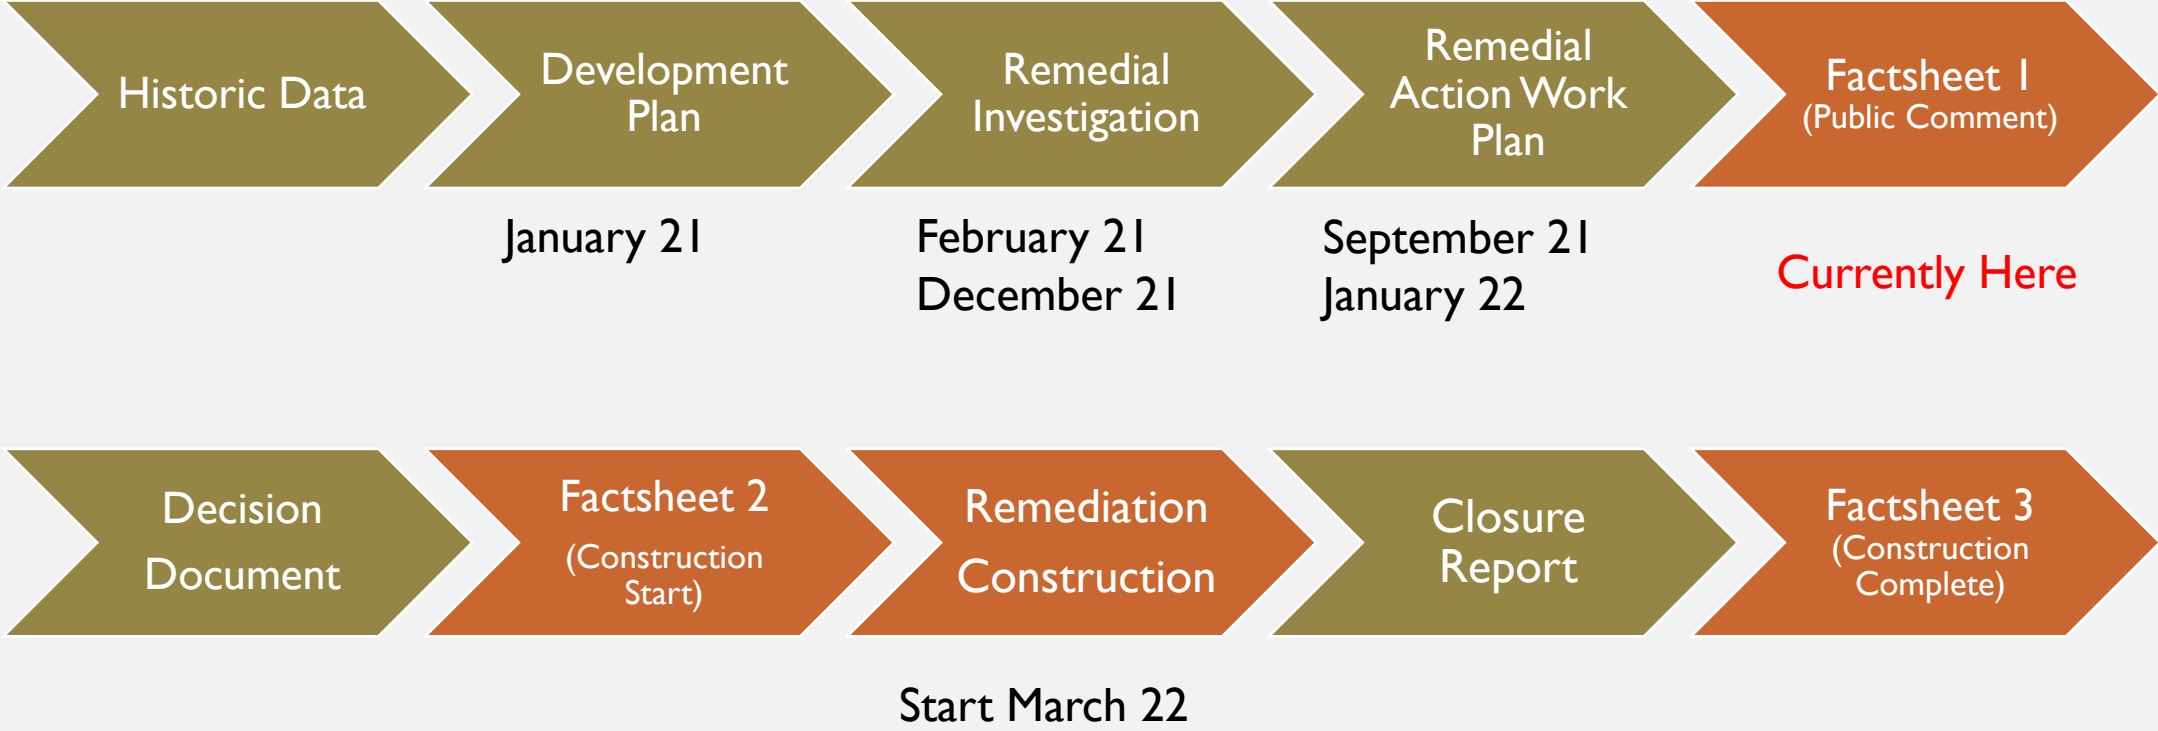 Historic Data
Development
Plan
Remedial
Investigation
Remedial
Action Work
Plan
Factsheet 1
(Public Comment)
January 21
February 21
December 21
September 21
January 22
Currently Here
Decision
Document
Factsheet 2
(Construction
Start)
Remediation
Construction
Closure
Report
Factsheet 3
(Construction
Complete)
Start March 22